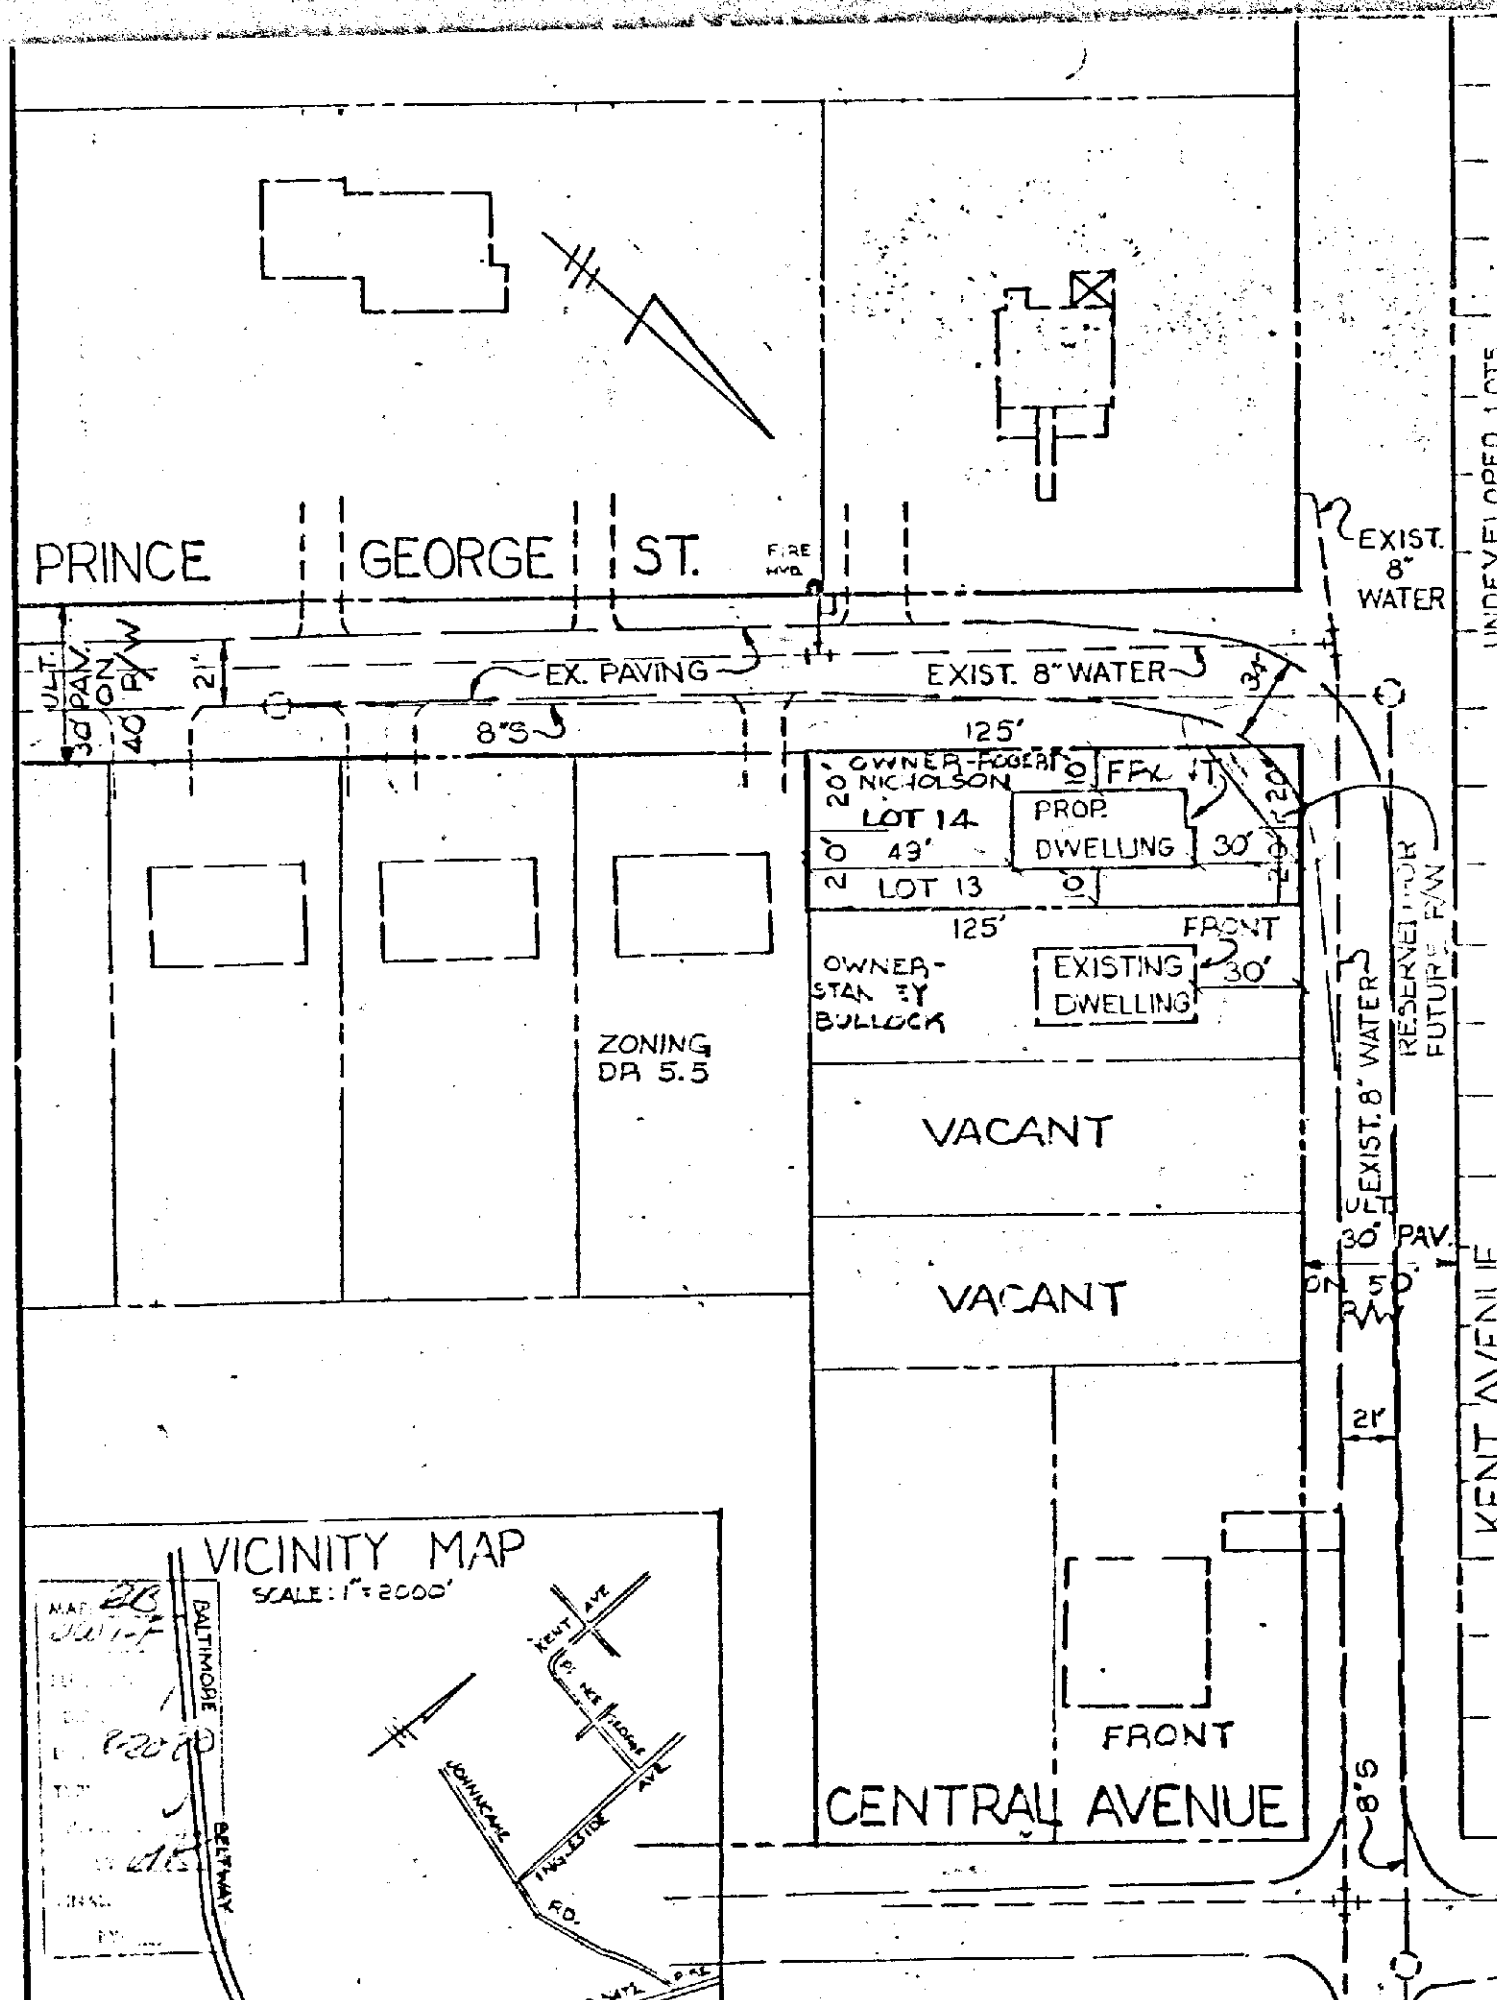 PRINCE GEORGE ST.
FIRE
HYD.
EXIST.
8"
WATER
UNDEVELOPED LOTS
ULT.
30' PAV.
ON
40' R/W
21'
EX. PAVING
EXIST. 8" WATER
8"S
125'
34'
OWNER-ROBERT
NICHOLSON
20'
LOT 14
49'
20'
LOT 13
10'
PROP.
DWELLING
30'
20'
20'
10'
125'
FRONT
OWNER-
BULLOCK
EXISTING
DWELLING
30'
RESERVED FOR
FUTURE R/W
EXIST. 8" WATER
ZONING
DR 5.5
VACANT
VACANT
ULT.
30' PAV.
ON 50'
R/W
21'
KENT AVENUE
FRONT
CENTRAL AVENUE
8"S
VICINITY MAP
SCALE: 1"=2000'
MAP
BALTIMORE
BELTWAY
KENT AVE
JOHNNYCAKE
RD.
INGLESIDE
AVE